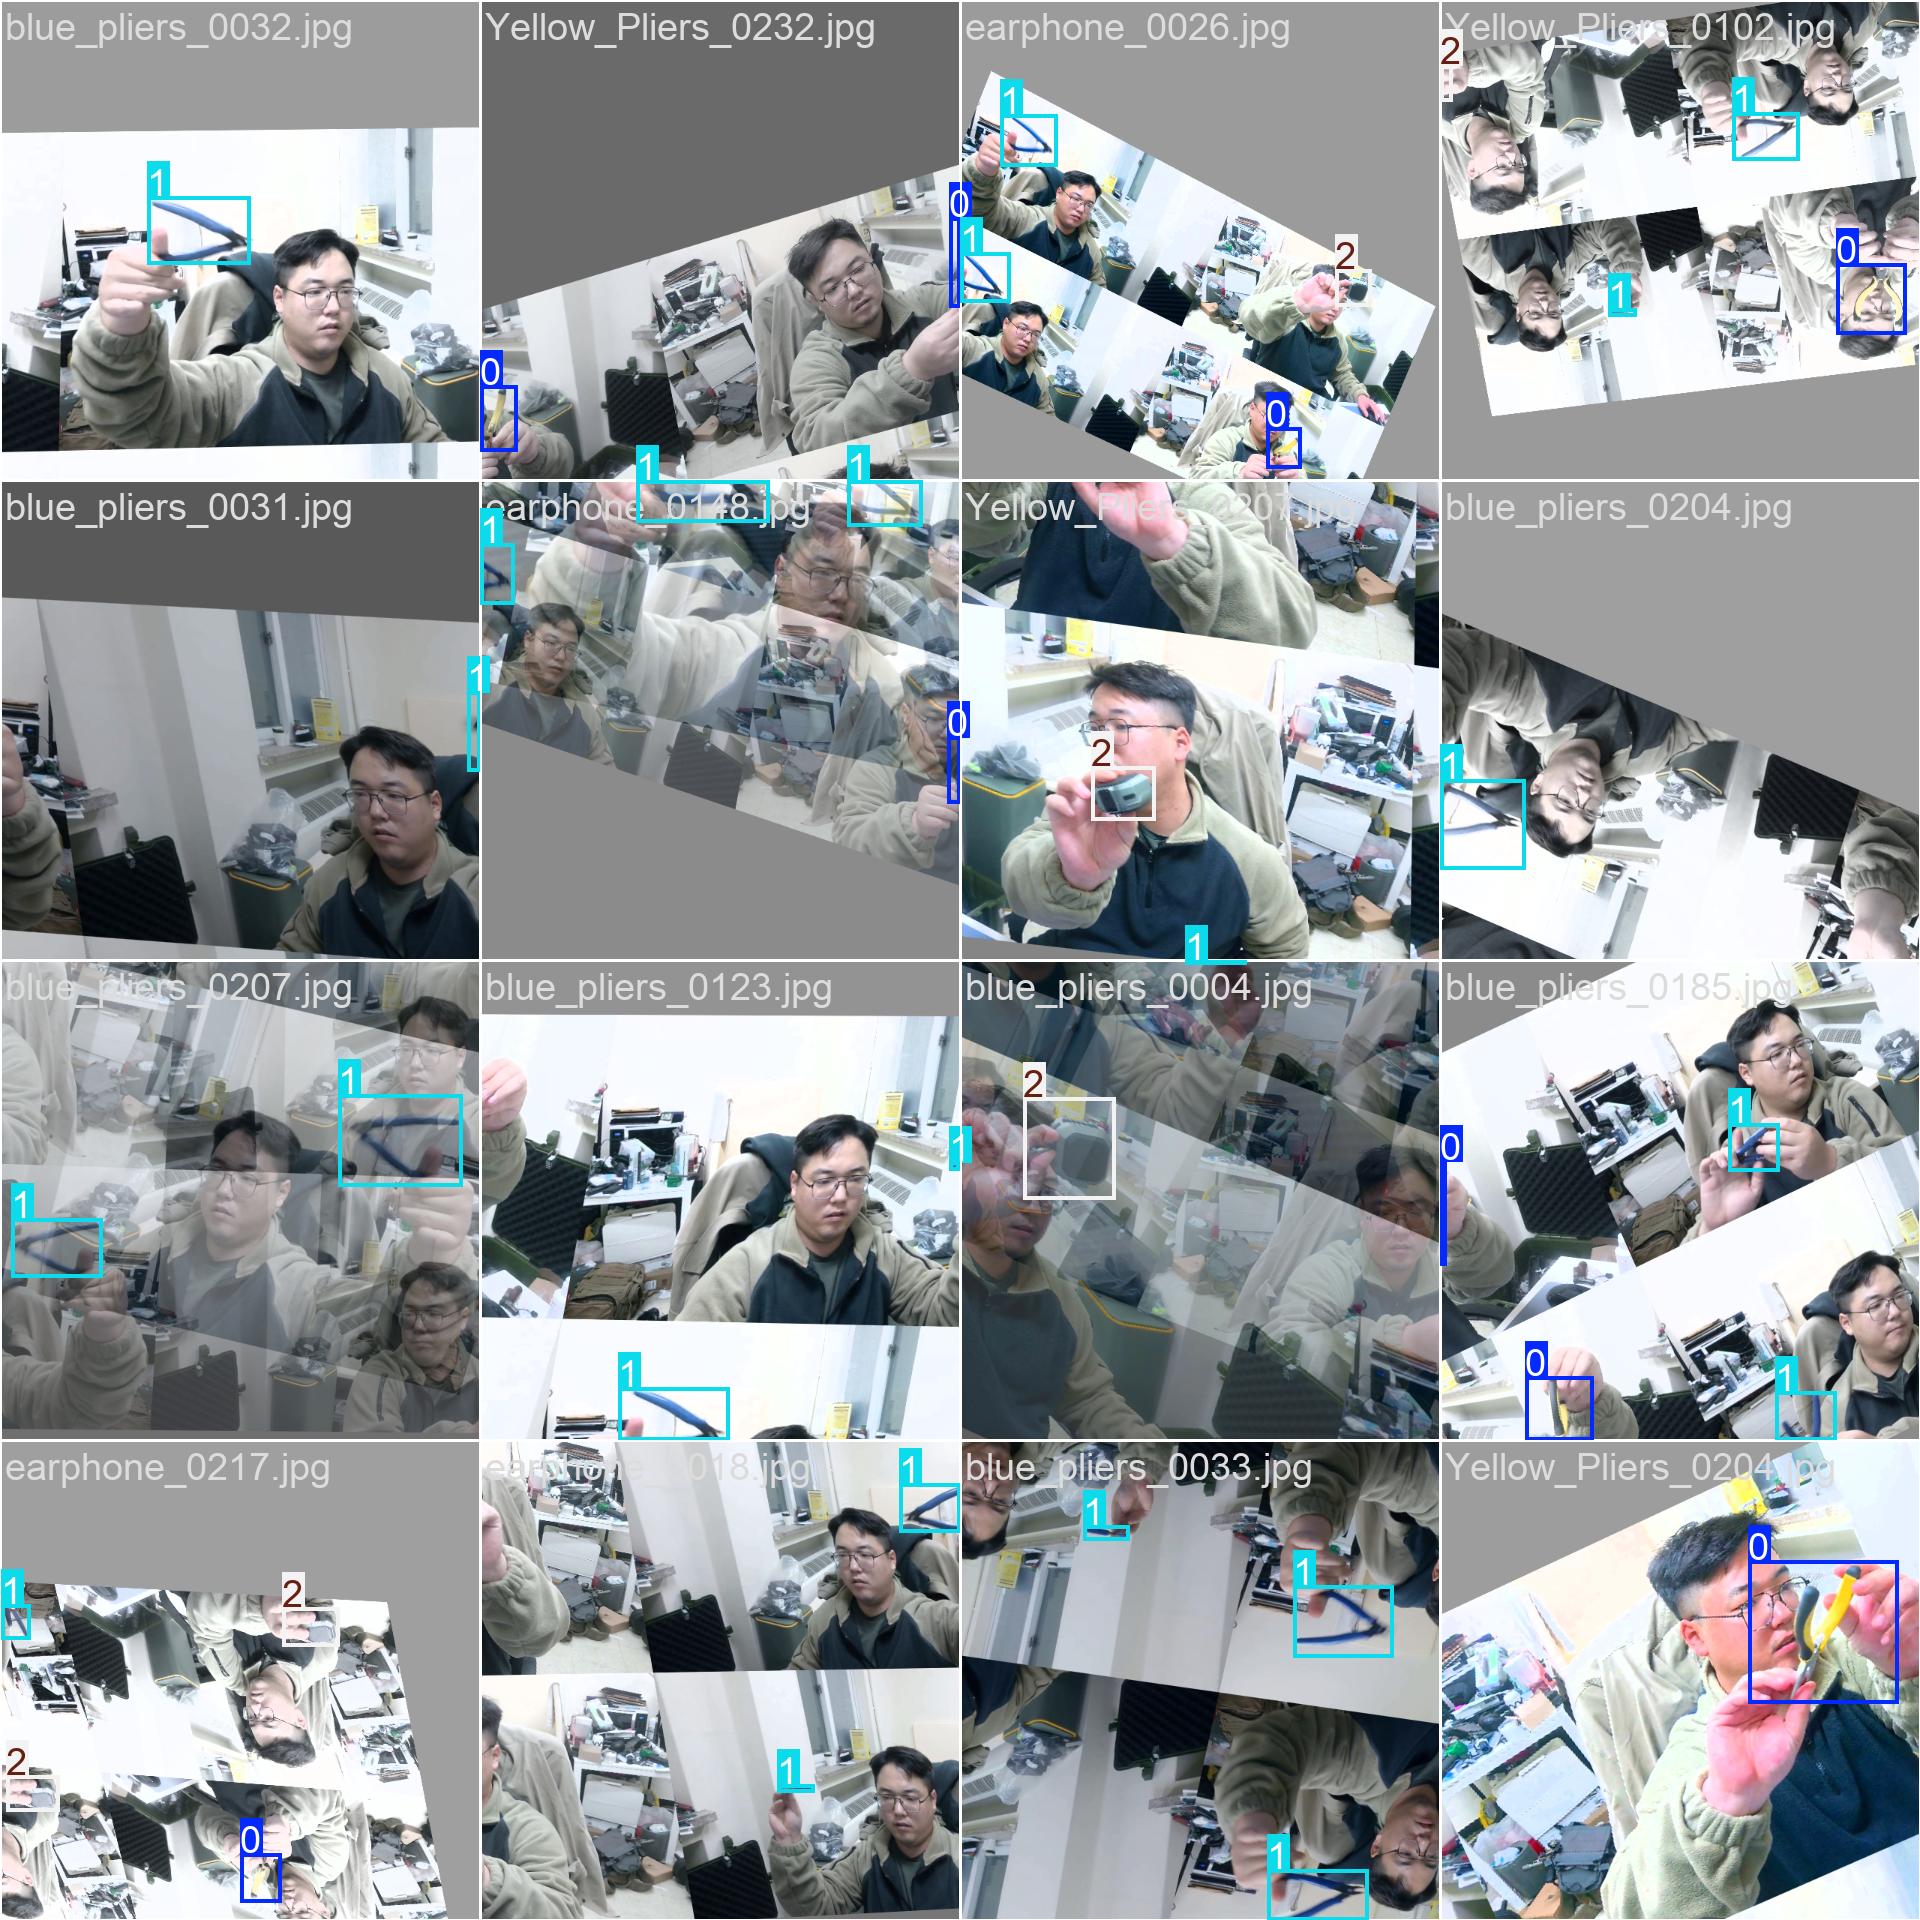 blue_pliers_0032.jpg
Yellow_Pliers_0232.jpg
earphone_0026.jpg
Yellow_Pliers_0102.jpg
1
0
0
1
1
1
1
2
0
2
1
1
0
blue_pliers_0031.jpg
earphone_0148.jpg
Yellow_Pliers_0207.jpg
blue_pliers_0204.jpg
1
1
0
2
1
1
blue_pliers_0207.jpg
blue_pliers_0123.jpg
blue_pliers_0004.jpg
blue_pliers_0185.jpg
1
1
1
1
2
0
1
0
1
earphone_0217.jpg
blue_pliers_0033.jpg
Yellow_Pliers_0204.jpg
1
2
2
0
1
1
1
1
1
0